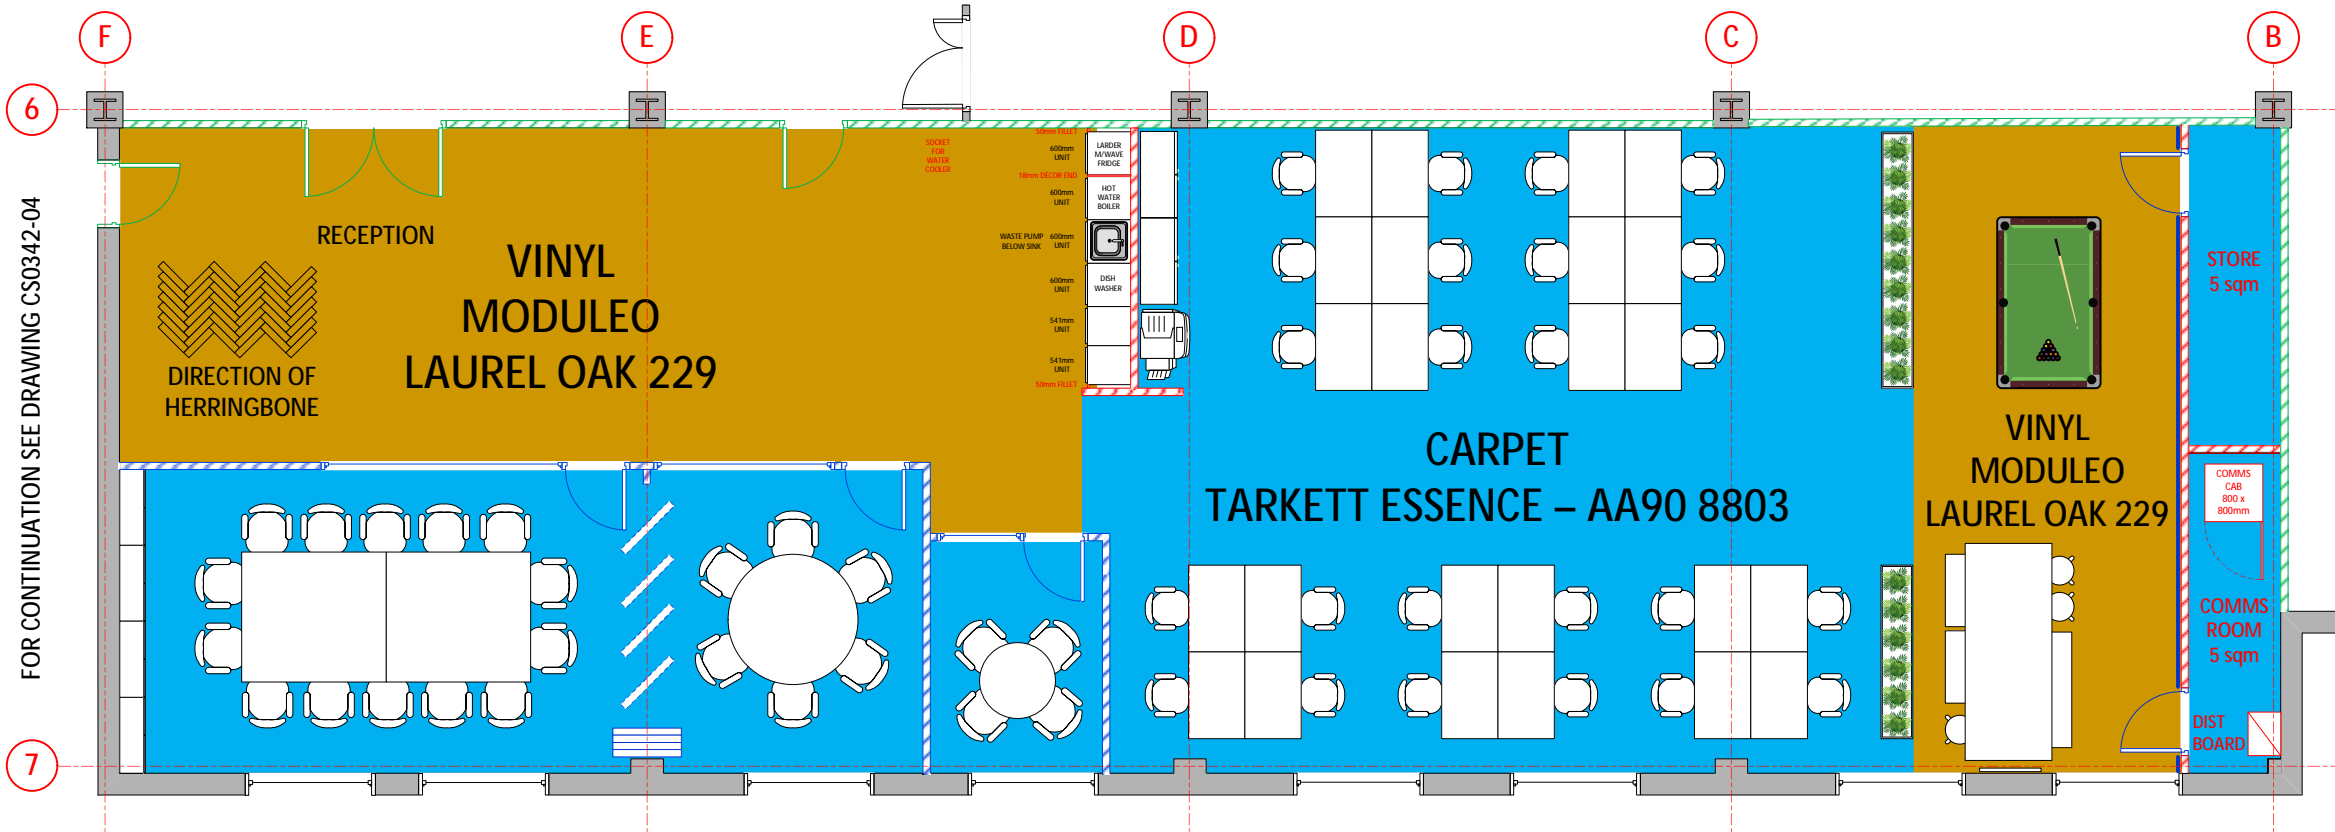 F
E
D
C
B
6
7
FOR CONTINUATION SEE DRAWING CS0342-04
RECEPTION
VINYL
MODULEO
LAUREL OAK 229
DIRECTION OF
HERRINGBONE
SOCKET
FOR
WATER
COOLER
50mm FILLET
600mm
UNIT
LARDER
M/WAVE
FRIDGE
18mm DÉCOR END
600mm
UNIT
HOT
WATER
BOILER
WASTE PUMP
BELOW SINK
600mm
UNIT
600mm
UNIT
DISH
WASHER
541mm
UNIT
541mm
UNIT
50mm FILLET
CARPET
TARKETT ESSENCE – AA90 8803
VINYL
MODULEO
LAUREL OAK 229
STORE
5 sqm
COMMS
CAB
800 x
800mm
COMMS
ROOM
5 sqm
DIST
BOARD